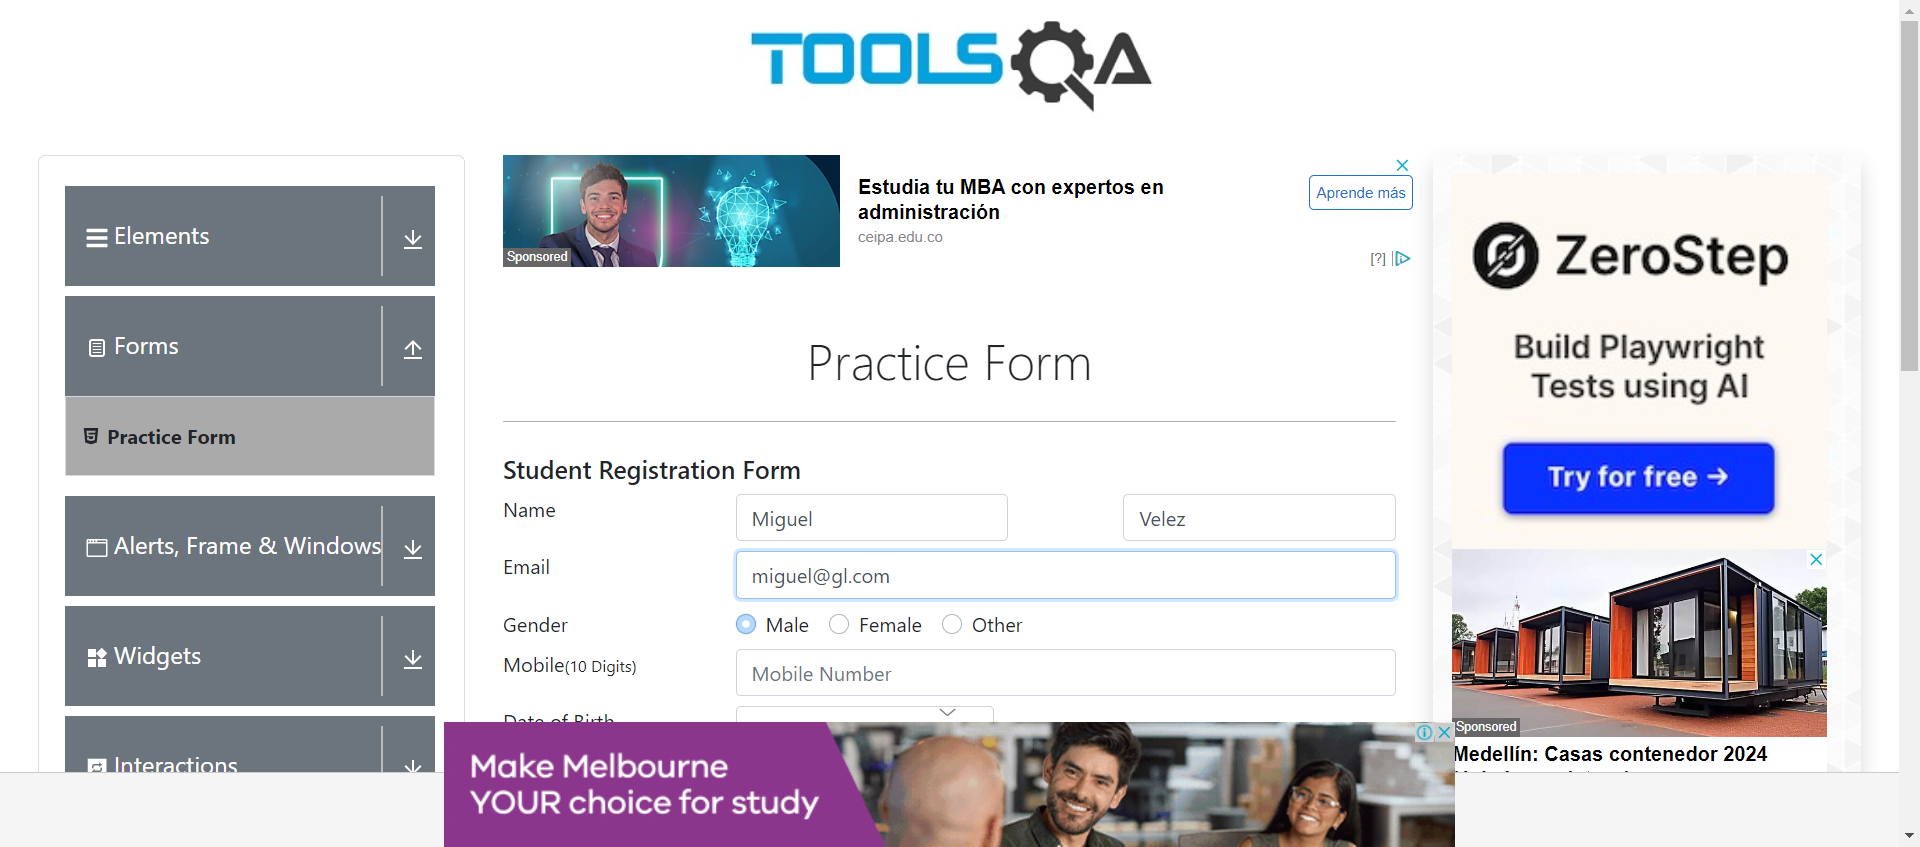 TOOLSQA
Elements
Forms
Practice Form
Alerts, Frame & Windows
Widgets
Interactions
Sponsored
Estudia tu MBA con expertos en
administración
ceipa.edu.co
Aprende más
[?]
Practice Form
Student Registration Form
Name
Miguel
Velez
Email
miguel@gl.com
Gender
Male
Female
Other
Mobile(10 Digits)
Mobile Number
Date of Birth
Make Melbourne
YOUR choice for study
ZeroStep
Build Playwright
Tests using AI
Try for free →
Sponsored
Medellín: Casas contenedor 2024